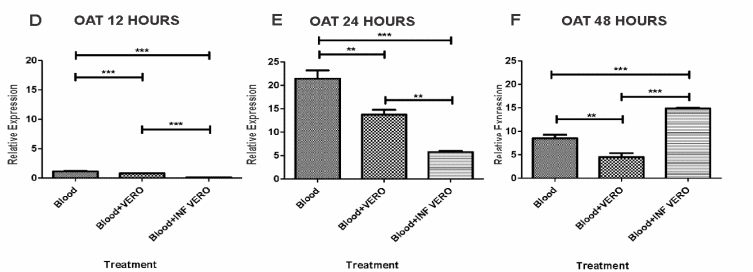 D OAT 12 HOURS
Relative Expression
20
15
10
5
0
***
***
***
Blood
Blood+VERO
Blood+INF VERO
Treatment
E OAT 24 HOURS
Relative Expression
25
20
15
10
5
0
***
**
**
Blood
Blood+VERO
Blood+INF VERO
Treatment
F OAT 48 HOURS
Relative Expression
25
20
15
10
5
0
***
***
**
Blood
Blood+VERO
Blood+INF VERO
Treatment